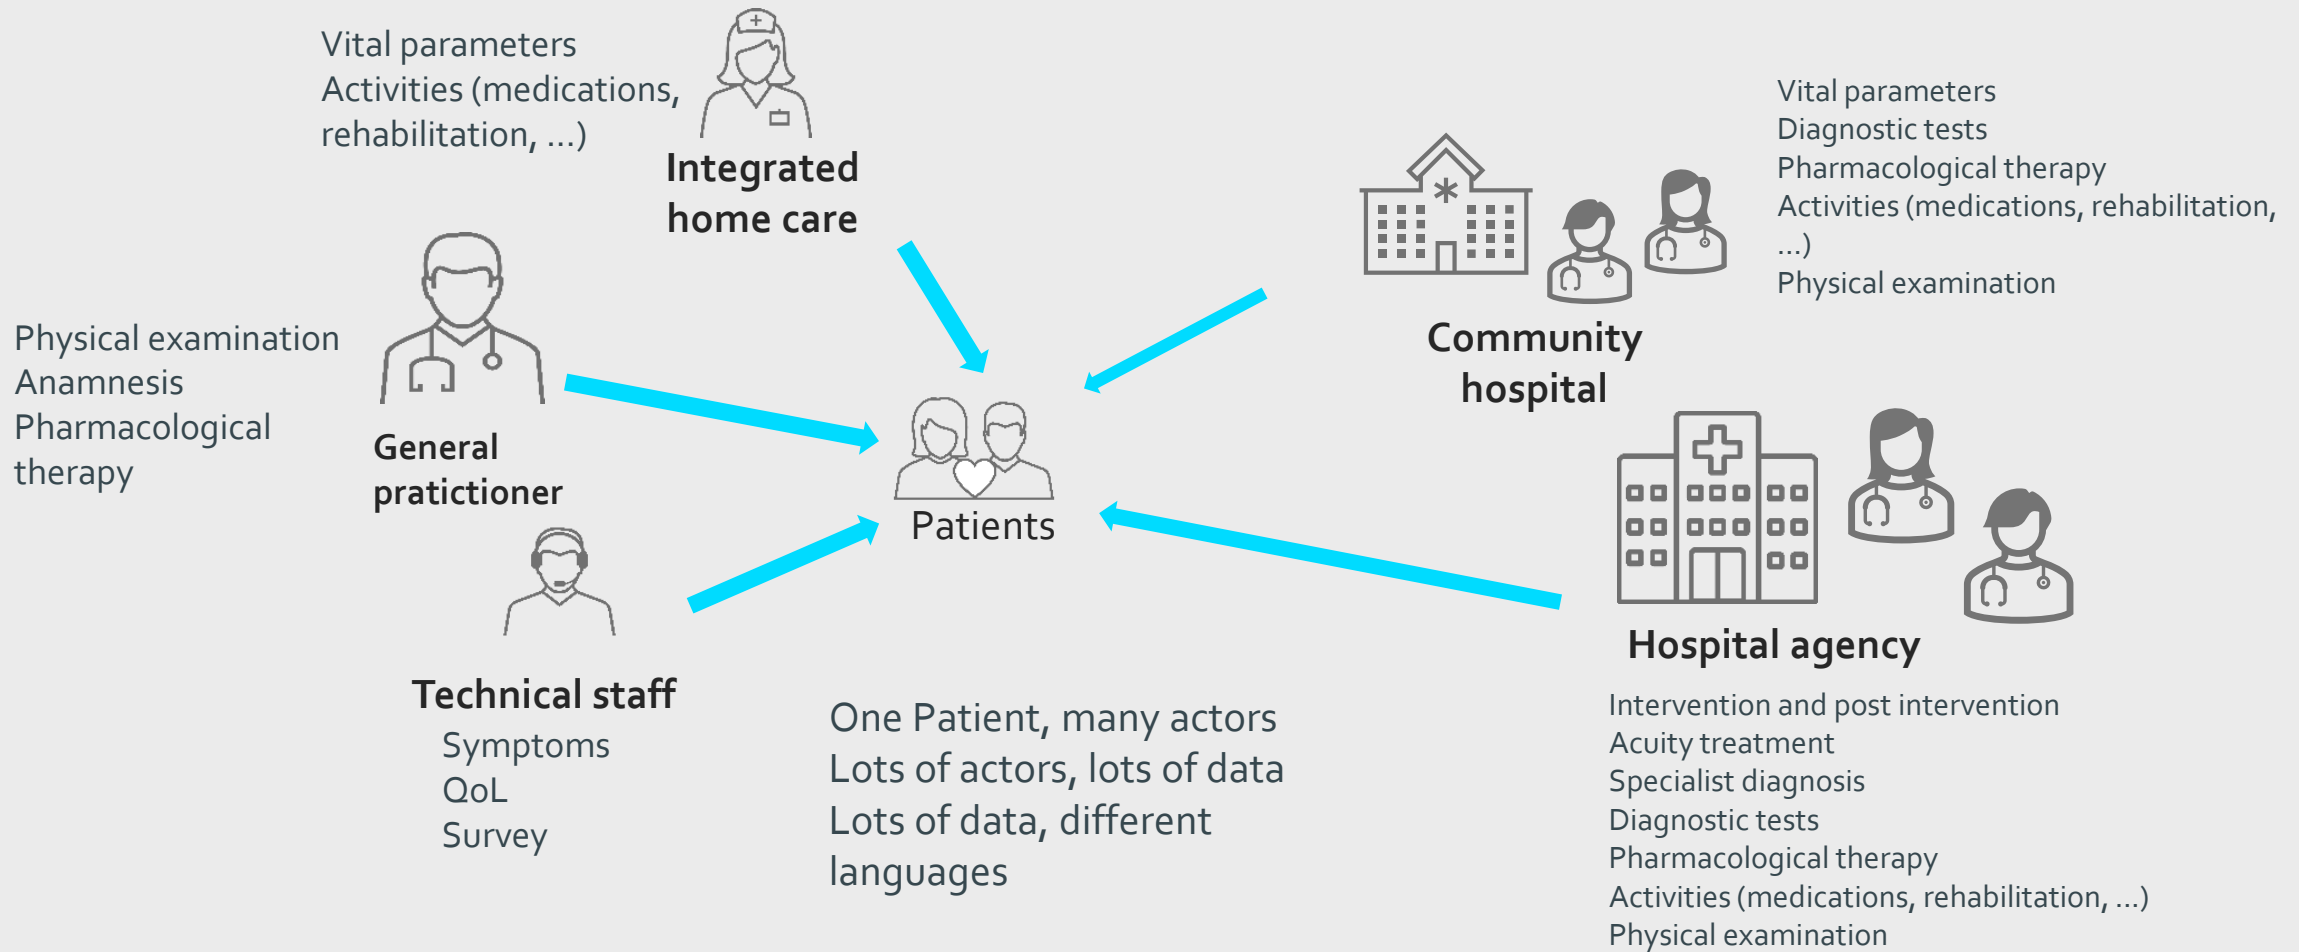 Vital parameters
Activities (medications,
rehabilitation, ...)
Integrated
home care
Vital parameters
Diagnostic tests
Pharmacological therapy
Activities (medications, rehabilitation,
...)
Physical examination
Community
hospital
Physical examination
Anamnesis
Pharmacological
therapy
General
pratictioner
Patients
Technical staff
Symptoms
QoL
Survey
One Patient, many actors
Lots of actors, lots of data
Lots of data, different
languages
Hospital agency
Intervention and post intervention
Acuity treatment
Specialist diagnosis
Diagnostic tests
Pharmacological therapy
Activities (medications, rehabilitation, ...)
Physical examination